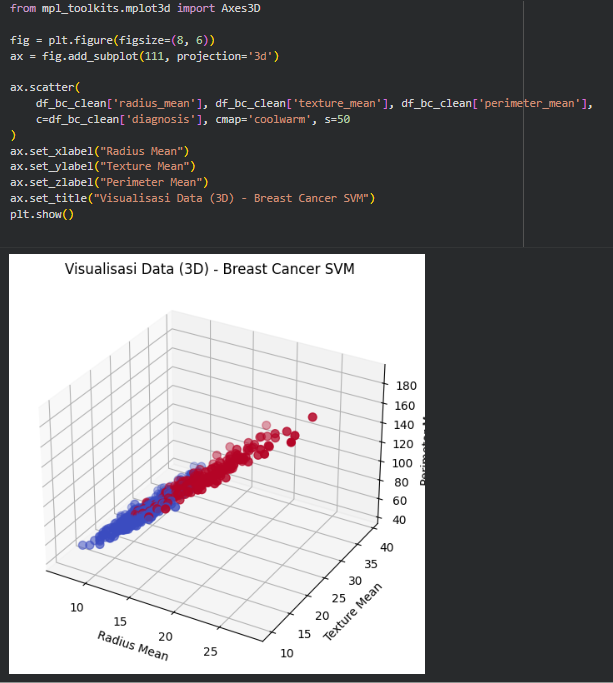 from mpl_toolkits.mplot3d import Axes3D
fig = plt.figure(figsize=(8, 6))
ax = fig.add_subplot(111, projection='3d')
ax.scatter(
    df_bc_clean['radius_mean'], df_bc_clean['texture_mean'], df_bc_clean['perimeter_mean'],
    c=df_bc_clean['diagnosis'], cmap='coolwarm', s=50
)
ax.set_xlabel("Radius Mean")
ax.set_ylabel("Texture Mean")
ax.set_zlabel("Perimeter Mean")
ax.set_title("Visualisasi Data (3D) - Breast Cancer SVM")
plt.show()
Visualisasi Data (3D) - Breast Cancer SVM
180
160
140
120
100
80
60
40
40
35
30
25
20
15
10
Texture Mean
10
15
20
25
Radius Mean